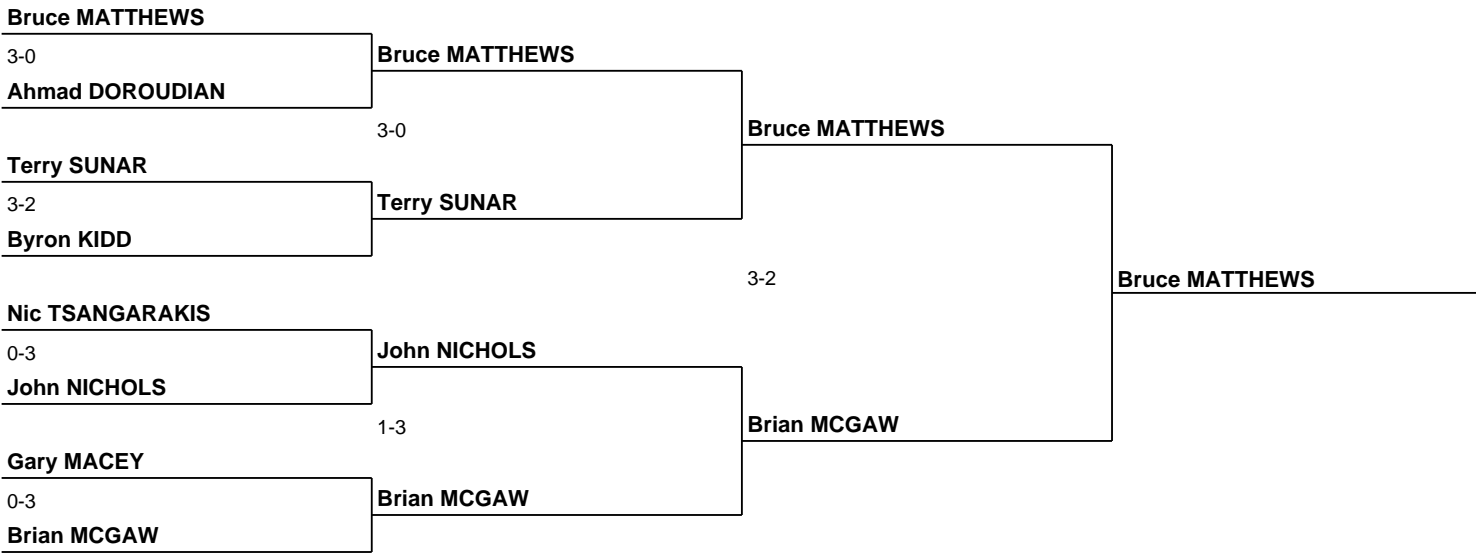 Bruce MATTHEWS
3-0
Bruce MATTHEWS
Ahmad DOROUDIAN
3-0
Bruce MATTHEWS
Terry SUNAR
3-2
Terry SUNAR
Byron KIDD
3-2
Bruce MATTHEWS
Nic TSANGARAKIS
0-3
John NICHOLS
John NICHOLS
1-3
Brian MCGAW
Gary MACEY
0-3
Brian MCGAW
Brian MCGAW